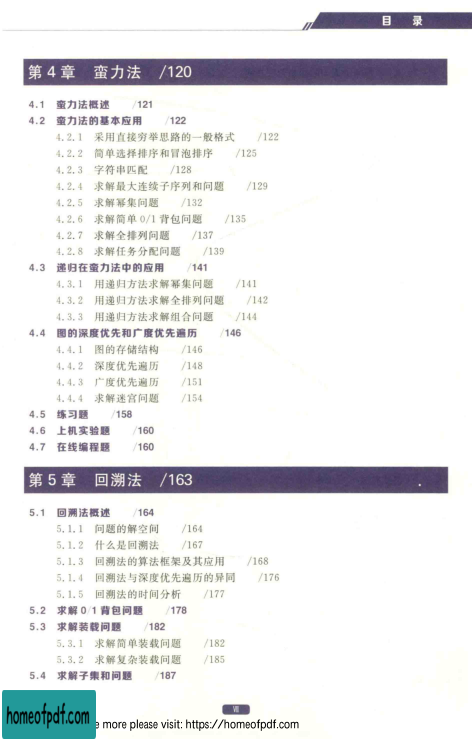 目 录
第4章 蛮力法 /120
4.1 蛮力法概述 /121
4.2 蛮力法的基本应用 /122
4.2.1 采用直接穷举思路的一般格式 /122
4.2.2 简单选择排序和冒泡排序 /125
4.2.3 字符串匹配 /128
4.2.4 求解最大连续子序列和问题 /129
4.2.5 求解幂集问题 /132
4.2.6 求解简单0/1背包问题 /135
4.2.7 求解全排列问题 /137
4.2.8 求解任务分配问题 /139
4.3 递归在蛮力法中的应用 /141
4.3.1 用递归方法求解幂集问题 /141
4.3.2 用递归方法求解全排列问题 /142
4.3.3 用递归方法求解组合问题 /144
4.4 图的深度优先和广度优先遍历 /146
4.4.1 图的存储结构 /146
4.4.2 深度优先遍历 /148
4.4.3 广度优先遍历 /151
4.4.4 求解迷宫问题 /154
4.5 练习题 /158
4.6 上机实验题 /160
4.7 在线编程题 /160
第5章 回溯法 /163
5.1 回溯法概述 /164
5.1.1 问题的解空间 /164
5.1.2 什么是回溯法 /167
5.1.3 回溯法的算法框架及其应用 /168
5.1.4 回溯法与深度优先遍历的异同 /176
5.1.5 回溯法的时间分析 /177
5.2 求解0/1背包问题 /178
5.3 求解装载问题 /182
5.3.1 求解简单装载问题 /182
5.3.2 求解复杂装载问题 /185
5.4 求解子集和问题 /187
VII
homeofpdf.com
e more please visit: https://homeofpdf.com